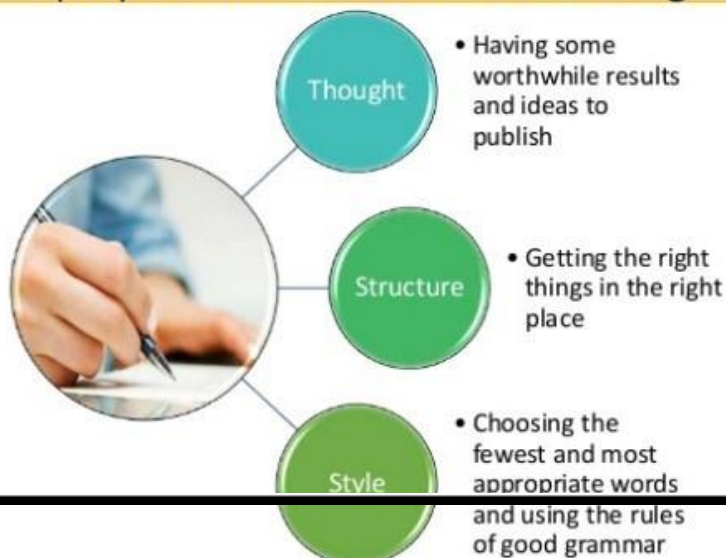 Thought
• Having some
worthwhile results
and ideas to
publish
Structure
• Getting the right
things in the right
place
Style
• Choosing the
fewest and most
appropriate words
and using the rules
of good grammar